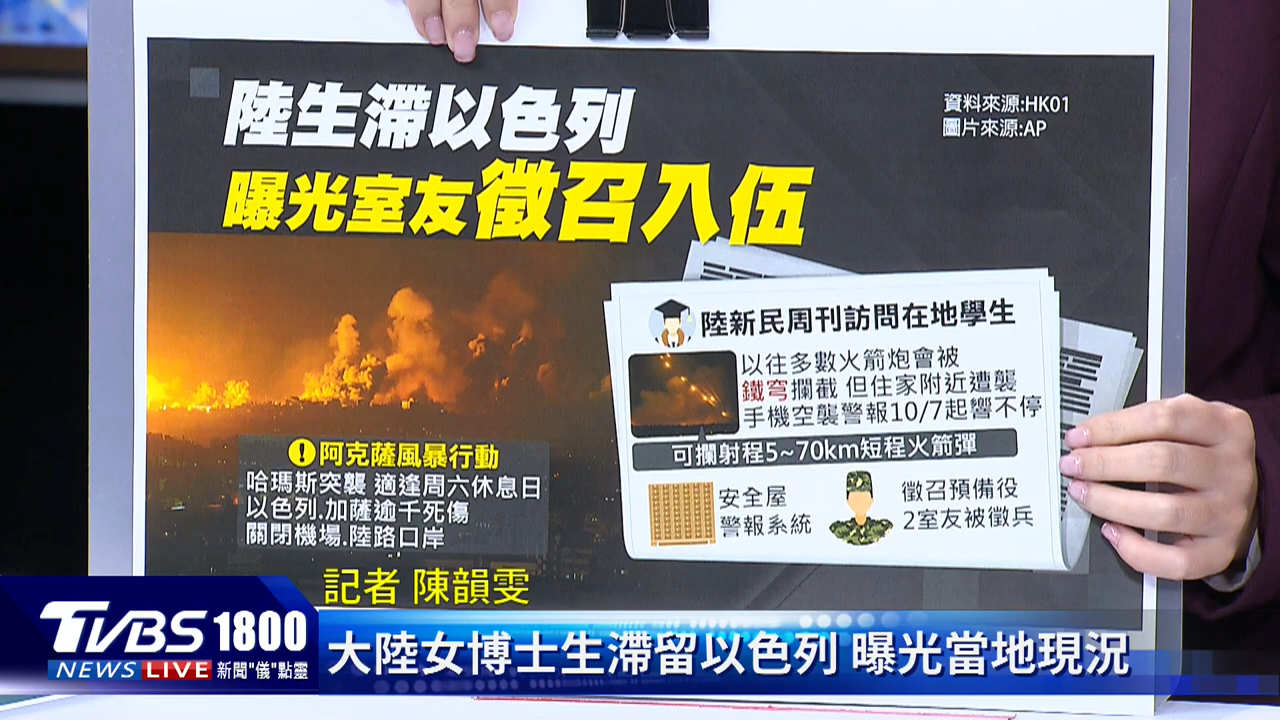 陸生滯以色列
曝光室友徵召入伍
資料來源:HK01
圖片來源:AP
陸新民周刊訪問在地學生
以往多數火箭炮會被
鐵穹攔截 但住家附近遭襲
手機空襲警報10/7起響不停
可攔射程5~70km短程火箭彈
安全屋
警報系統
徵召預備役
2室友被徵兵
阿克薩風暴行動
哈瑪斯突襲 適逢周六休息日
以色列.加薩逾千死傷
關閉機場.陸路口岸
記者 陳韻雯
TVBS 1800
NEWS LIVE 新聞"儀"點靈
大陸女博士生滯留以色列 曝光當地現況